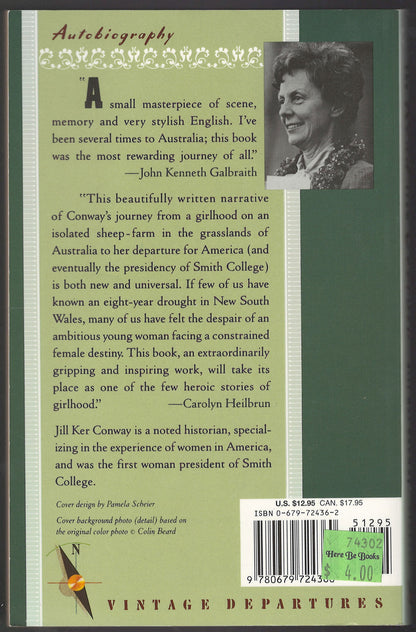 Autobiography
"A small masterpiece of scene,
memory and very stylish English. I've
been several times to Australia; this book
was the most rewarding journey of all."
—John Kenneth Galbraith
"This beautifully written narrative
of Conway's journey from a girlhood on an
isolated sheep-farm in the grasslands of
Australia to her departure for America (and
eventually the presidency of Smith College)
is both new and universal. If few of us have
known an eight-year drought in New South
Wales, many of us have felt the despair of an
ambitious young woman facing a constrained
female destiny. This book, an extraordinarily
gripping and inspiring work, will take its
place as one of the few heroic stories of
girlhood." —Carolyn Heilbrun
Jill Ker Conway is a noted historian, special-
izing in the experience of women in America,
and was the first woman president of Smith
College.
Cover design by Pamela Scheier
Cover background photo (detail) based on
the original color photo © Colin Beard
N
VINTAGE DEPARTURES
U.S. $12.95 CAN. $17.95
ISBN 0-679-72436-2
51295
9 780679 7243
74302
Here Be Books
$ 4.00